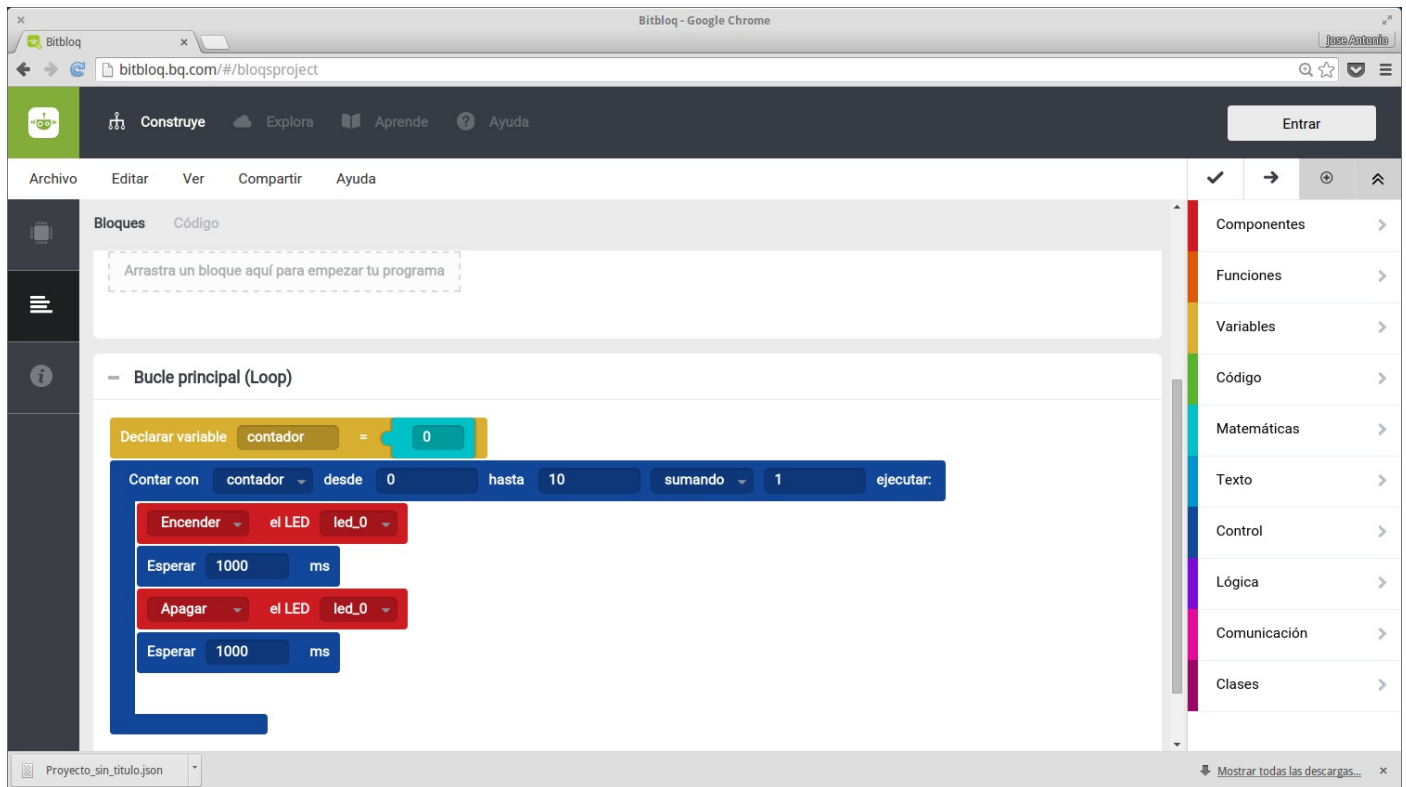 Bitbloq - Google Chrome
Bitbloq
Jose Antonio
bitbloq.bq.com/#/bloqsproject
Construye Explora Aprende Ayuda
Entrar
Archivo Editar Ver Compartir Ayuda
Bloques Código
Arrastra un bloque aquí para empezar tu programa
Bucle principal (Loop)
Declarar variable contador = 0
Contar con contador desde 0 hasta 10 sumando 1 ejecutar:
Encender el LED led_0
Esperar 1000 ms
Apagar el LED led_0
Esperar 1000 ms
Componentes
Funciones
Variables
Código
Matemáticas
Texto
Control
Lógica
Comunicación
Clases
Proyecto_sin_titulo.json
Mostrar todas las descargas...